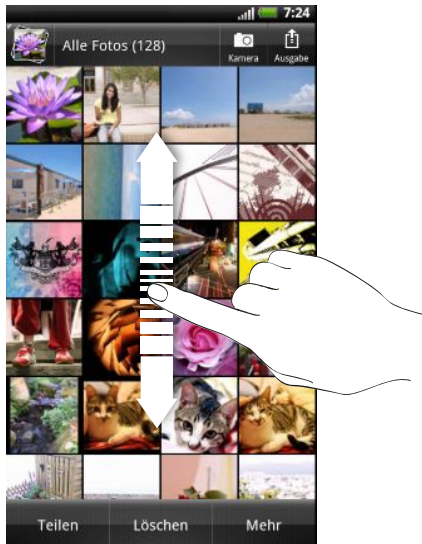 7:24
Alle Fotos (128)
Kamera
Ausgabe
Teilen
Löschen
Mehr